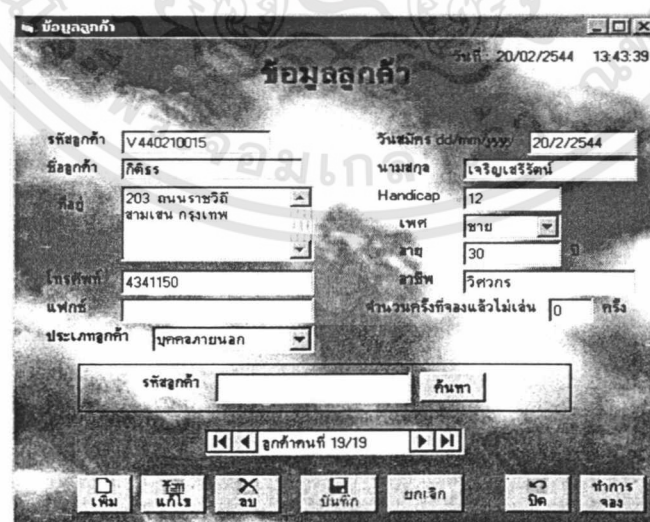 ข้อมูลลูกค้า
วันที่ : 20/02/2544 13:43:39
ข้อมูลลูกค้า
รหัสลูกค้า V440210015 วันสมัคร dd/mm/yyyy 20/2/2544
ชื่อลูกค้า กิติธร นามสกุล เจริญเสรีรัตน์
ที่อยู่ 203 ถนนราชวิถี Handicap 12
สามเสน กรุงเทพ เพศ ชาย
อายุ 30 ปี
โทรศัพท์ 4341150 อาชีพ วิศวกร
แฟกซ์ จำนวนครั้งที่จองแล้วไม่เล่น 0 ครั้ง
ประเภทลูกค้า บุคคลภายนอก
รหัสลูกค้า ค้นหา
ลูกค้าคนที่ 19/19
เพิ่ม แก้ไข ลบ บันทึก ยกเลิก ปิด ทำการ
จอง